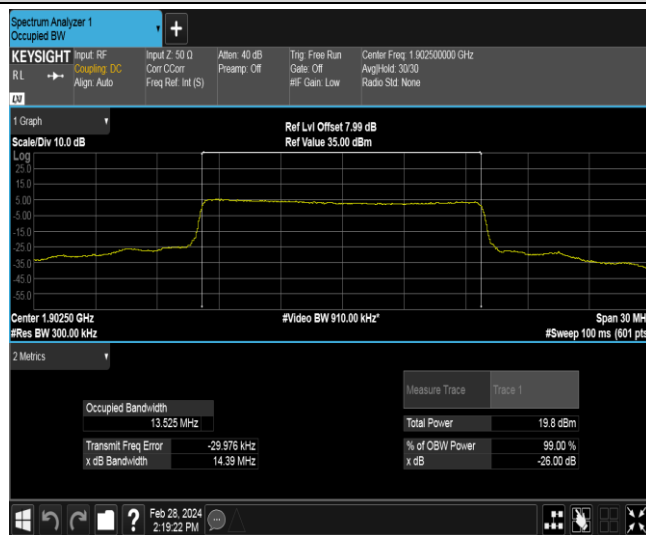 Spectrum Analyzer 1
Occupied BW
+
KEYSIGHT Input: RF Input Z: 50 Ω Atten: 40 dB Trig: Free Run Center Freq: 1.902500000 GHz
RL Coupling: DC Corr CCorr Preamp: Off Gate: Off Avg|Hold: 30/30
Align: Auto Freq Ref: Int (S) #IF Gain: Low Radio Std: None
LXI
1 Graph Ref Lvl Offset 7.99 dB
Scale/Div 10.0 dB Ref Value 35.00 dBm
Log
25.0
15.0
5.00
-5.00
-15.0
-25.0
-35.0
-45.0
-55.0
Center 1.90250 GHz #Video BW 910.00 kHz* Span 30 MH
#Res BW 300.00 kHz #Sweep 100 ms (601 pts
2 Metrics
Measure Trace Trace 1
Occupied Bandwidth
13.525 MHz Total Power 19.8 dBm
Transmit Freq Error -29.976 kHz % of OBW Power 99.00 %
x dB Bandwidth 14.39 MHz x dB -26.00 dB
? Feb 28, 2024
2:19:22 PM